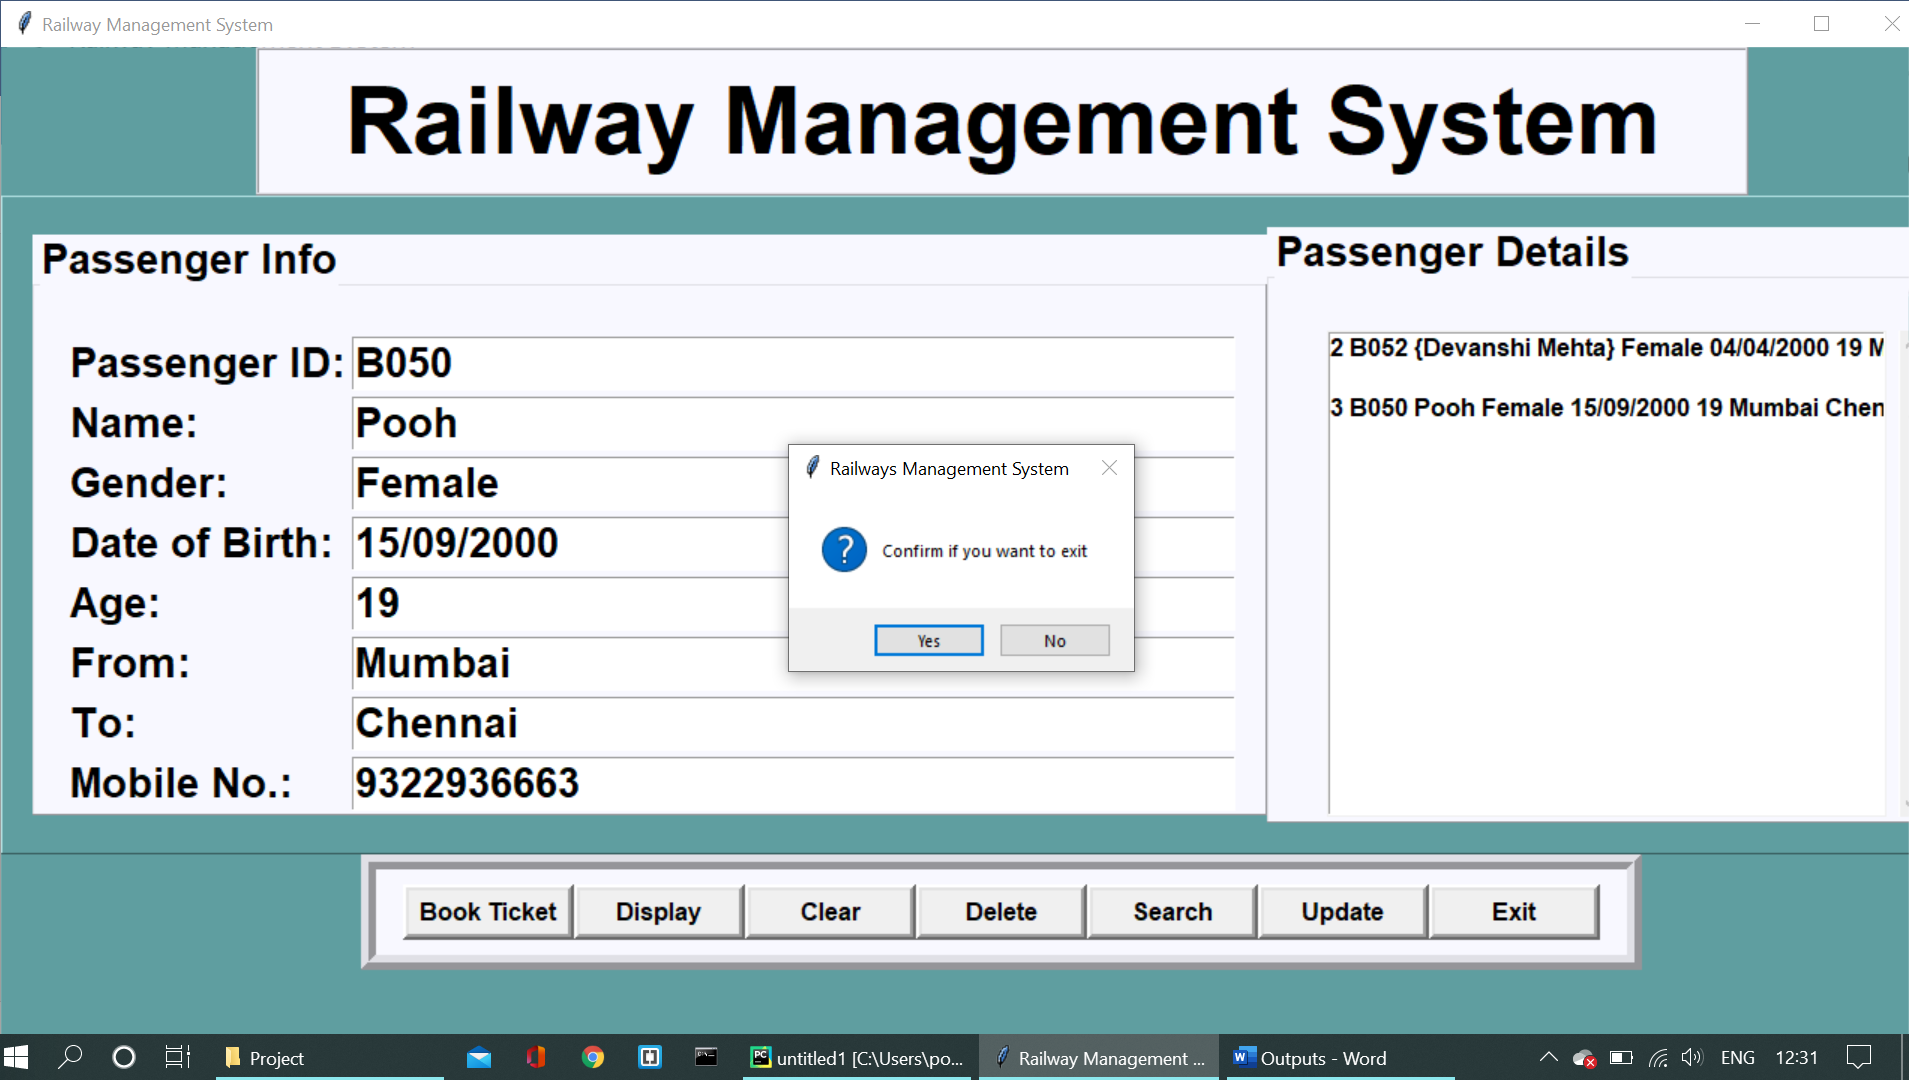 Railway Management System
Railway Management System
Passenger Info
Passenger ID: B050
Name: Pooh
Gender: Female
Date of Birth: 15/09/2000
Age: 19
From: Mumbai
To: Chennai
Mobile No.: 9322936663
Passenger Details
2 B052 {Devanshi Mehta} Female 04/04/2000 19 M
3 B050 Pooh Female 15/09/2000 19 Mumbai Chen
Railways Management System
?
Confirm if you want to exit
Yes No
Book Ticket Display Clear Delete Search Update Exit
Project
PC untitled1 [C:\Users\po...
Railway Management ...
W Outputs - Word
ENG 12:31